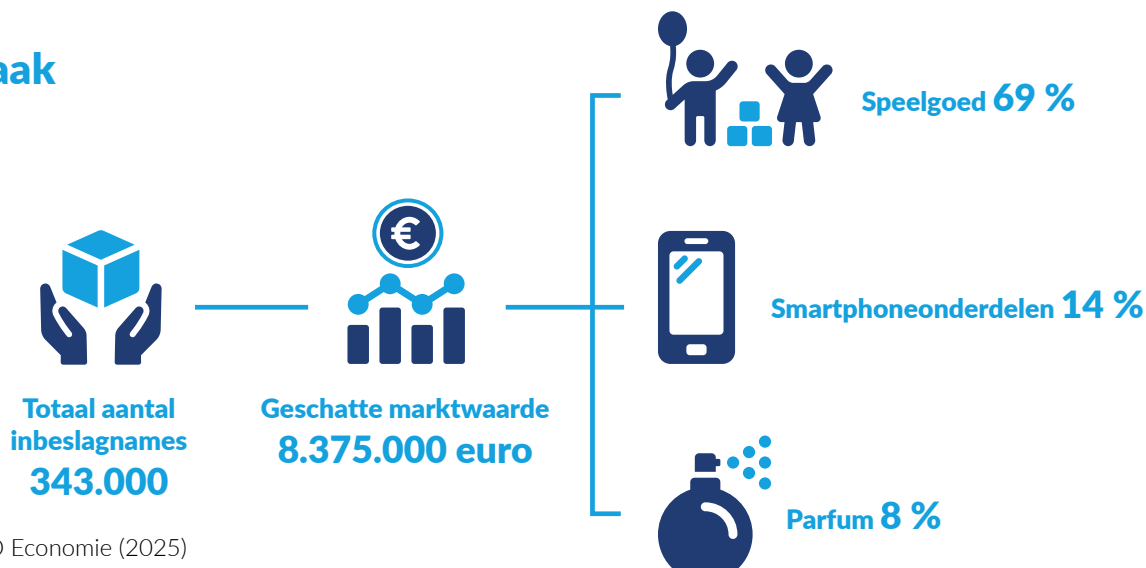 Speelgoed 69 %
Smartphoneonderdelen 14 %
€
Totaal aantal
inbeslagnames
343.000
Geschatte marktwaarde
8.375.000 euro
Parfum 8 %
Economie (2025)